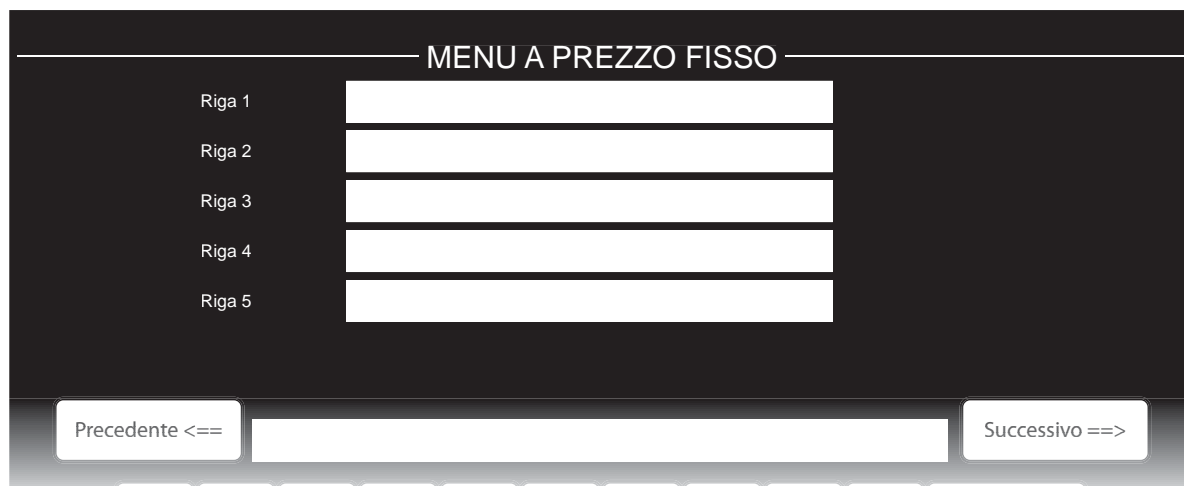 MENU A PREZZO FISSO
Riga 1
Riga 2
Riga 3
Riga 4
Riga 5
Precedente <==
Successivo ==>